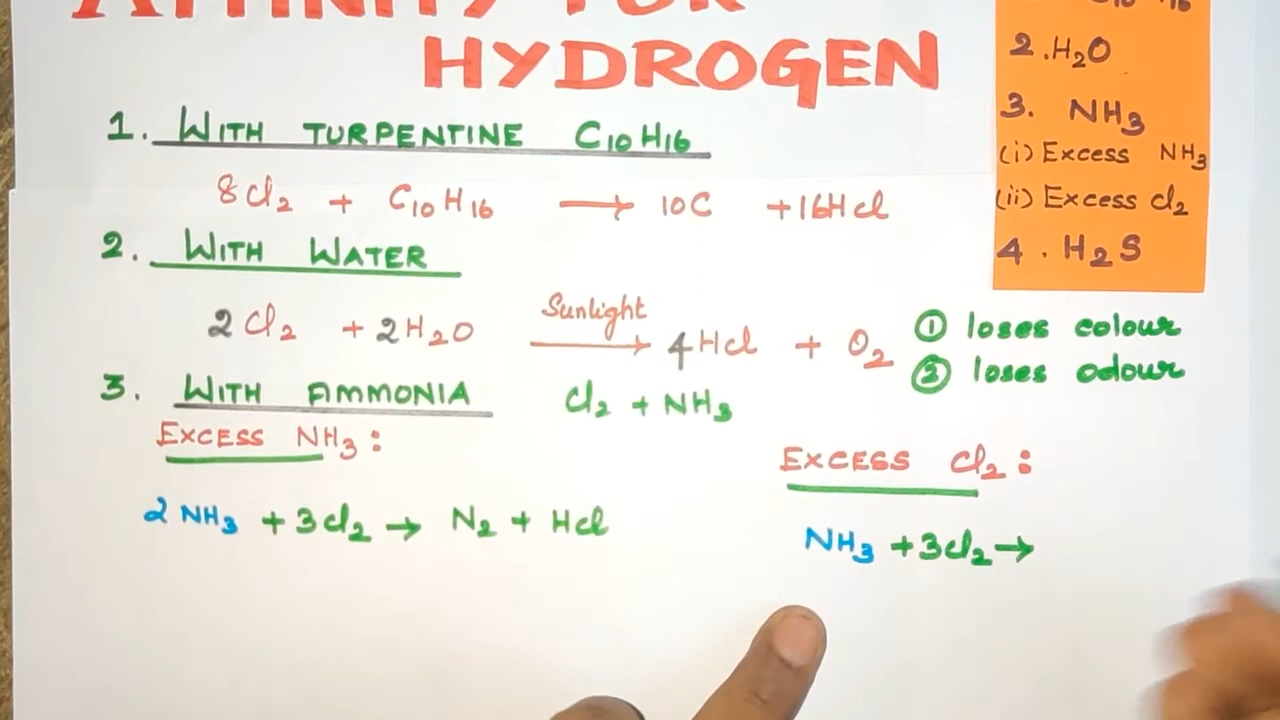 AFFINITY FOR
HYDROGEN
1. WITH TURPENTINE C10H16
8Cl2 + C10H16 → 10C + 16HCl
2. WITH WATER
2Cl2 + 2H2O Sunlight → 4HCl + O2
① loses colour
② loses odour
3. WITH AMMONIA Cl2 + NH3
EXCESS NH3:
2NH3 + 3Cl2 → N2 + HCl
EXCESS Cl2:
NH3 + 3Cl2 →
2. H2O
3. NH3
(i) Excess NH3
(ii) Excess Cl2
4. H2S